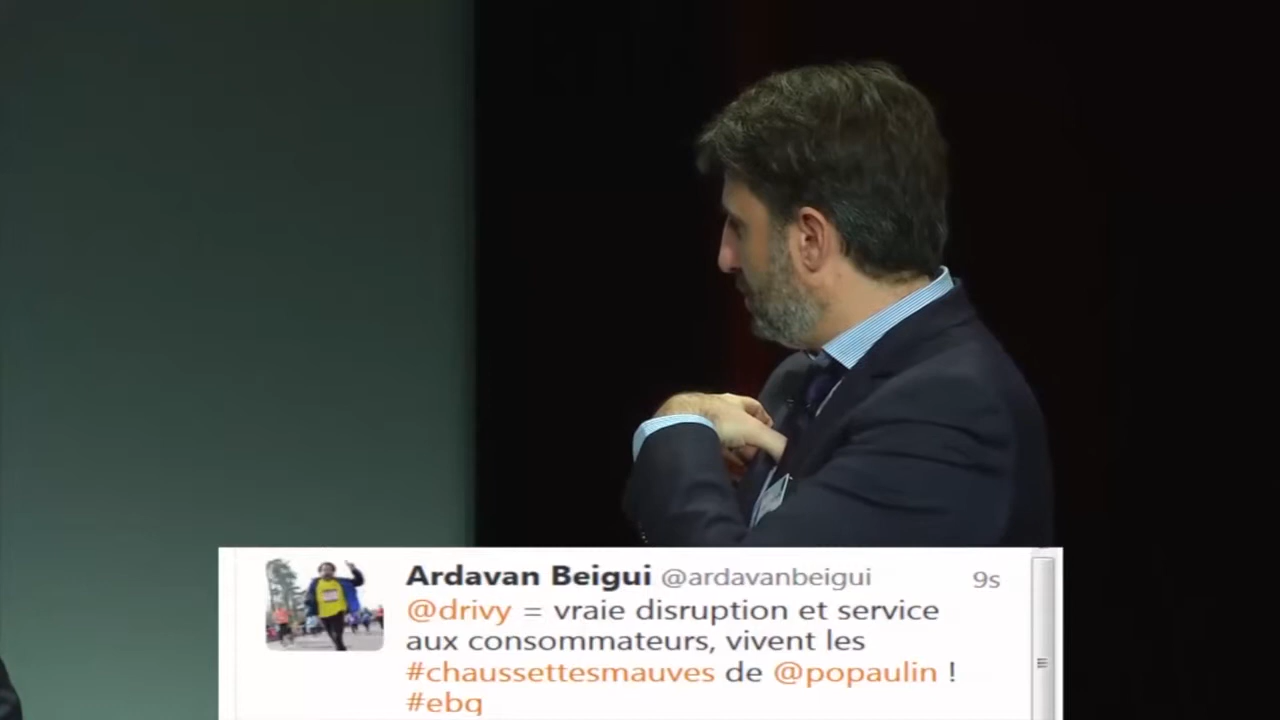 Ardavan Beigui @ardavanbeigui 9s
@drivy = vraie disruption et service
aux consommateurs, vivent les
#chaussettesmauves de @popaulin !
#ebg